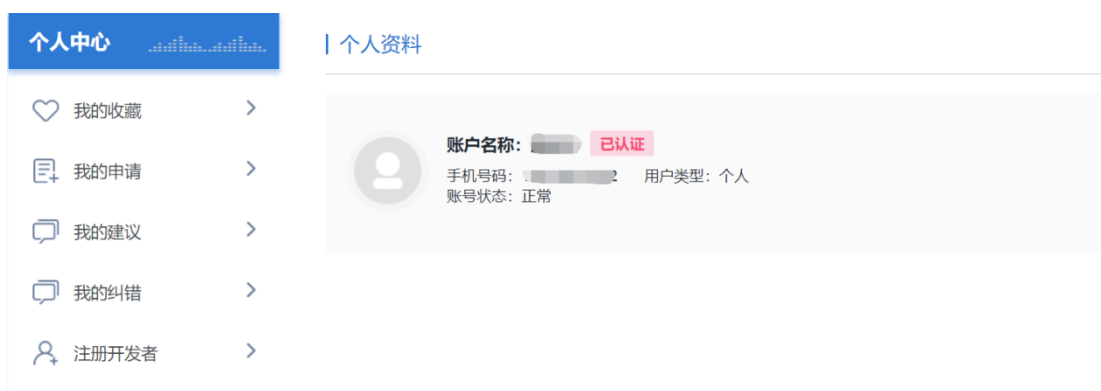 个人中心
我的收藏
我的申请
我的建议
我的纠错
注册开发者
个人资料
账户名称： 已认证
手机号码： 2 用户类型：个人
账号状态：正常